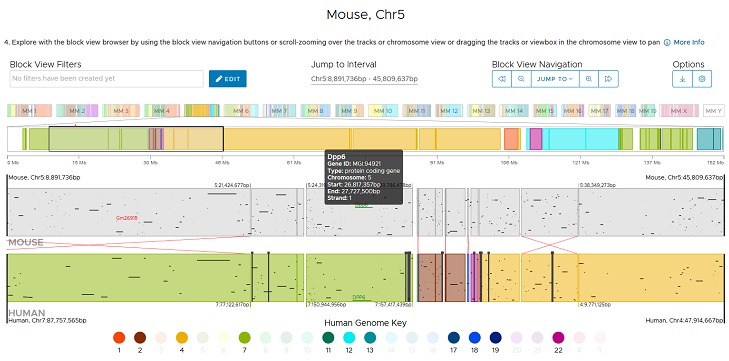 Mouse, Chr5
4. Explore with the block view browser by using the block view navigation buttons or scroll-zooming over the tracks or chromosome view or dragging the tracks or viewbox in the chromosome view to pan ⓘ More Info
Block View Filters
Jump to Interval
Block View Navigation
Options
No filters have been created yet
EDIT
Chr5:8,891,736bp - 45,809,637bp
JUMP TO
MM 1 MM 2 MM 3 MM 4 MM 6 MM 7 MM 8 MM 9 MM 10 MM 11 MM 12 MM 13 MM 14 MM 15 MM 16 MM 17 MM 18 MM 19 MM X MM Y
0 Mb 15 Mb 30 Mb 46 Mb 61 Mb 91 Mb 106 Mb 121 Mb 137 Mb 152 Mb
Dpp6
Gene ID: MGI:94921
Type: protein coding gene
Chromosome: 5
Start: 26,817,357bp
End: 27,727,500bp
Strand: 1
Mouse, Chr5:8,891,736bp
Mouse, Chr5:45,809,637bp
5:21,424,677bp
5:38,349,273bp
Gm26918
MOUSE
DPP6
7:77,122,617bp
7:150,944,956bp
7:157,417,439bp
4:9,771,125bp
HUMAN
Human, Chr7:87,757,565bp
Human, Chr4:47,914,667bp
Human Genome Key
1 2 3 4 5 6 7 8 9 10 11 12 13 14 15 16 17 18 19 20 21 22 X Y